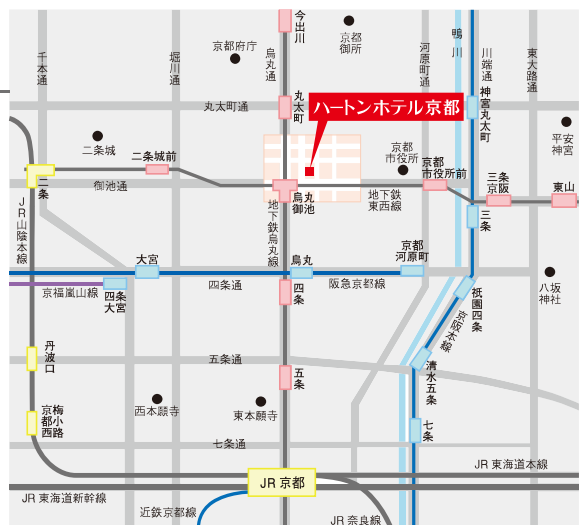 今出川
京都御所
鴨川
千本通
堀川通
京都府庁
烏丸通
河原町通
川端通
東大路通
丸太町通
丸太町
ハートンホテル京都
神宮丸太町
平安神宮
二条城
二条城前
京都市役所
京都市役所前
三条京阪
東山
二条
御池通
烏丸御池
地下鉄東西線
三条
JR山陰本線
地下鉄烏丸線
大宮
烏丸
京都河原町
四条通
阪急京都線
京福嵐山線
四条大宮
四条
祇園四条
八坂神社
京阪本線
丹波口
五条通
五条
清水五条
梅小路京都西
西本願寺
東本願寺
七条
七条通
JR 京都
JR 東海道本線
JR 東海道新幹線
近鉄京都線
JR 奈良線